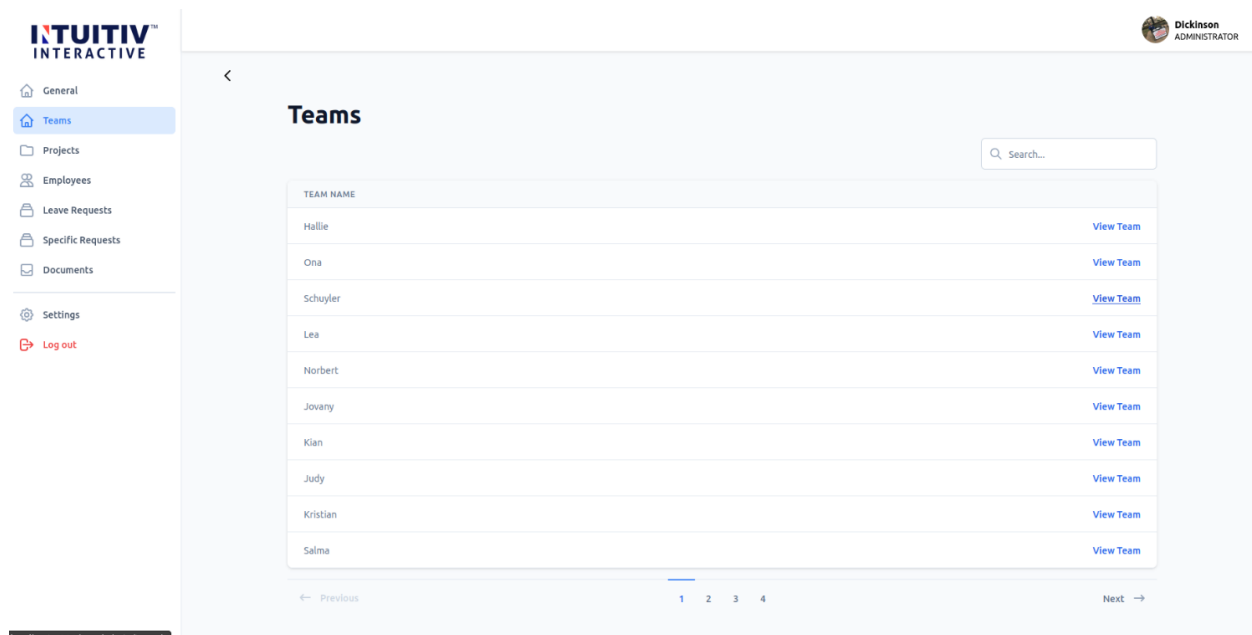 INTUITIV™
INTERACTIVE
Dickinson
ADMINISTRATOR
General
Teams
Projects
Employees
Leave Requests
Specific Requests
Documents
Settings
Log out
Teams
Search...
TEAM NAME
Hallie View Team
Ona View Team
Schuyler View Team
Lea View Team
Norbert View Team
Jovany View Team
Kian View Team
Judy View Team
Kristian View Team
Salma View Team
← Previous 1 2 3 4 Next →